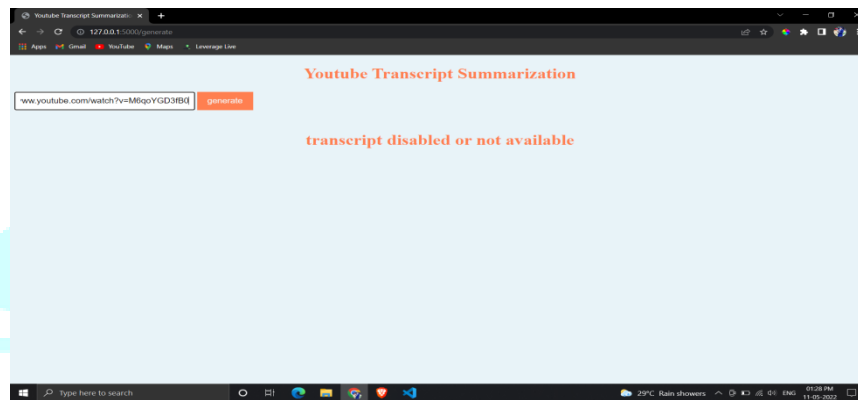 Youtube Transcript Summarizatio
127.0.0.1:5000/generate
Apps Gmail YouTube Maps Leverage Live
Youtube Transcript Summarization
ww.youtube.com/watch?v=M6qoYGD3fB0 generate
transcript disabled or not available
Type here to search 29°C Rain showers ENG 01:28 PM
11-05-2022